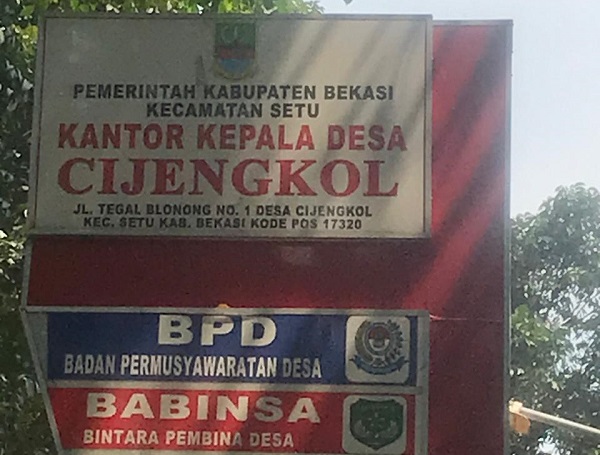 PEMERINTAH KABUPATEN BEKASI
KECAMATAN SETU
KANTOR KEPALA DESA
CIJENGKOL
JL. TEGAL BLONONG NO. 1 DESA CIJENGKOL
KEC. SETU KAB. BEKASI KODE POS 17320
BPD
BADAN PERMUSYAWARATAN DESA
BABINSA
BINTARA PEMBINA DESA